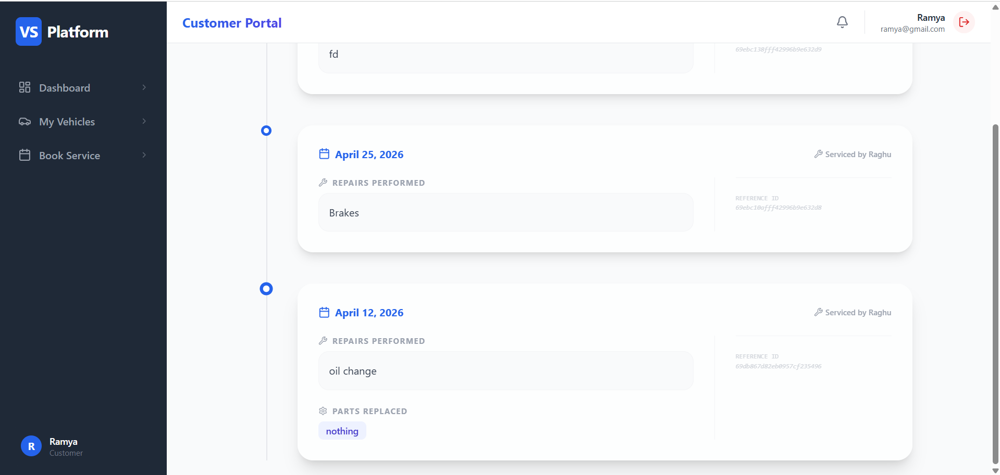 VS Platform
Dashboard
My Vehicles
Book Service
Ramya
Customer
R
Customer Portal
Ramya
ramya@gmail.com
fd
69ebc138fff42996b9e632d9
April 25, 2026
Serviced by Raghu
REPAIRS PERFORMED
Brakes
REFERENCE ID
69ebc10afff42996b9e632d8
April 12, 2026
Serviced by Raghu
REPAIRS PERFORMED
oil change
REFERENCE ID
69db867d82eb0957cf235496
PARTS REPLACED
nothing